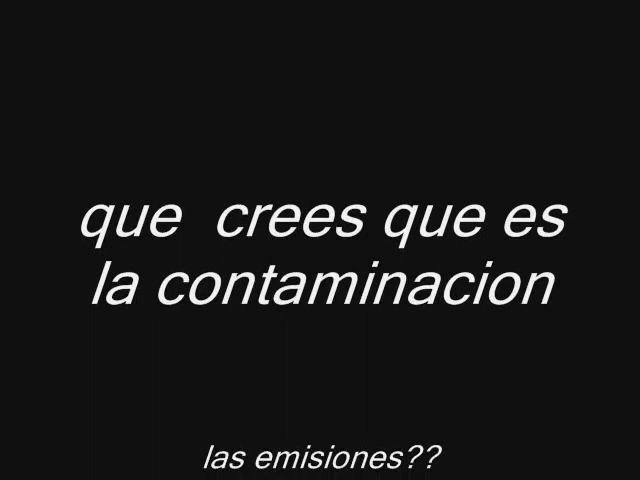 que  crees que es
la contaminacion
las emisiones??